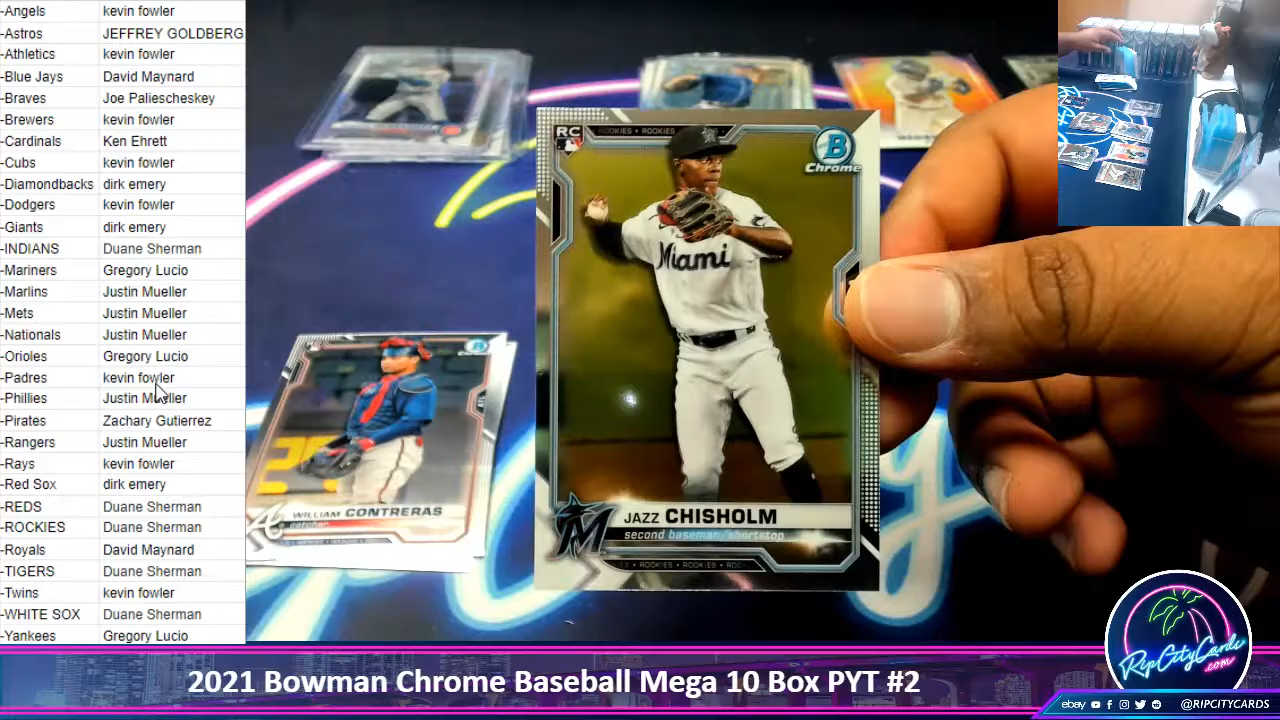 -Angels kevin fowler
-Astros JEFFREY GOLDBERG
-Athletics kevin fowler
-Blue Jays David Maynard
-Braves Joe Paliescheskey
-Brewers kevin fowler
-Cardinals Ken Ehrett
-Cubs kevin fowler
-Diamondbacks dirk emery
-Dodgers kevin fowler
-Giants dirk emery
-INDIANS Duane Sherman
-Mariners Gregory Lucio
-Marlins Justin Mueller
-Mets Justin Mueller
-Nationals Justin Mueller
-Orioles Gregory Lucio
-Padres kevin fowler
-Phillies Justin Mueller
-Pirates Zachary Gutierrez
-Rangers Justin Mueller
-Rays kevin fowler
-Red Sox dirk emery
-REDS Duane Sherman
-ROCKIES Duane Sherman
-Royals David Maynard
-TIGERS Duane Sherman
-Twins kevin fowler
-WHITE SOX Duane Sherman
-Yankees Gregory Lucio
RC
ROOKIES • ROOKIES
B
Chrome
Miami
M
JAZZ CHISHOLM
second baseman/shortstop
• ROOKIES • ROOKIES •
A
WILLIAM CONTRERAS
catcher
RipCityCards
.com
2021 Bowman Chrome Baseball Mega 10 Box PYT #2
ebay @RIPCITYCARDS